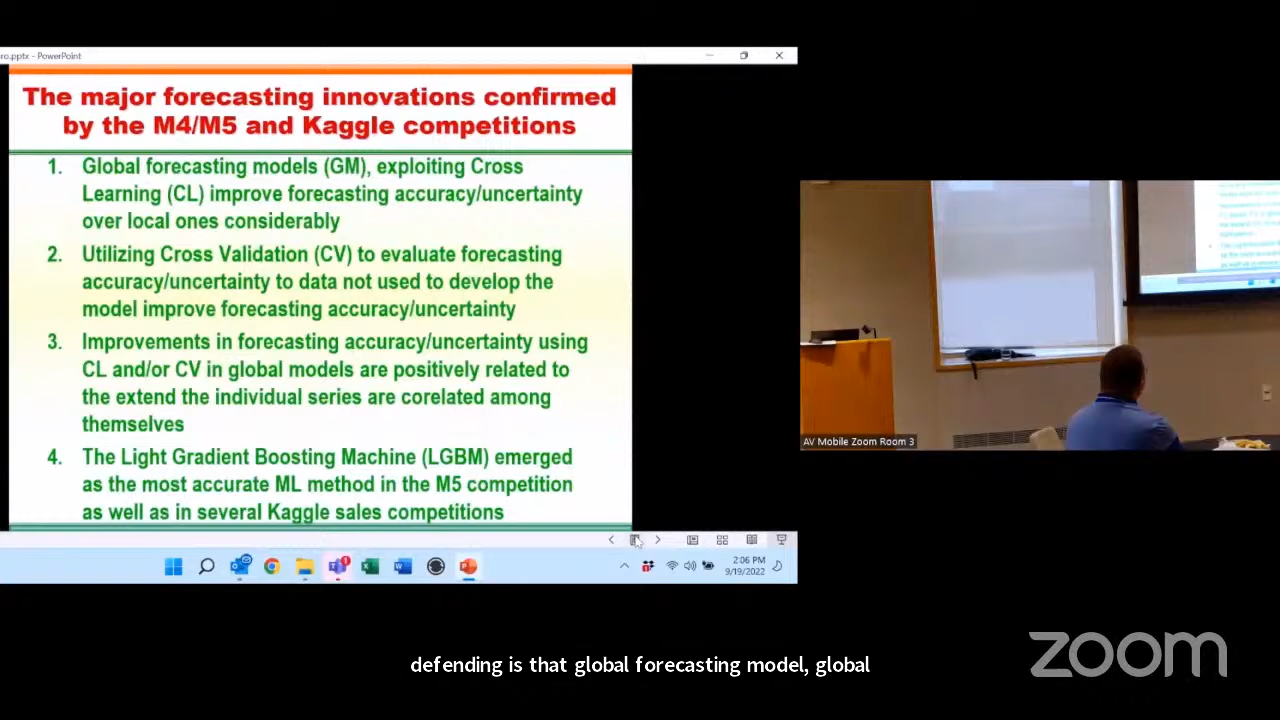 ro.pptx - PowerPoint
The major forecasting innovations confirmed
by the M4/M5 and Kaggle competitions
1. Global forecasting models (GM), exploiting Cross
Learning (CL) improve forecasting accuracy/uncertainty
over local ones considerably
2. Utilizing Cross Validation (CV) to evaluate forecasting
accuracy/uncertainty to data not used to develop the
model improve forecasting accuracy/uncertainty
3. Improvements in forecasting accuracy/uncertainty using
CL and/or CV in global models are positively related to
the extend the individual series are corelated among
themselves
4. The Light Gradient Boosting Machine (LGBM) emerged
as the most accurate ML method in the M5 competition
as well as in several Kaggle sales competitions
2:06 PM
9/19/2022
AV Mobile Zoom Room 3
defending is that global forecasting model, global
zoom